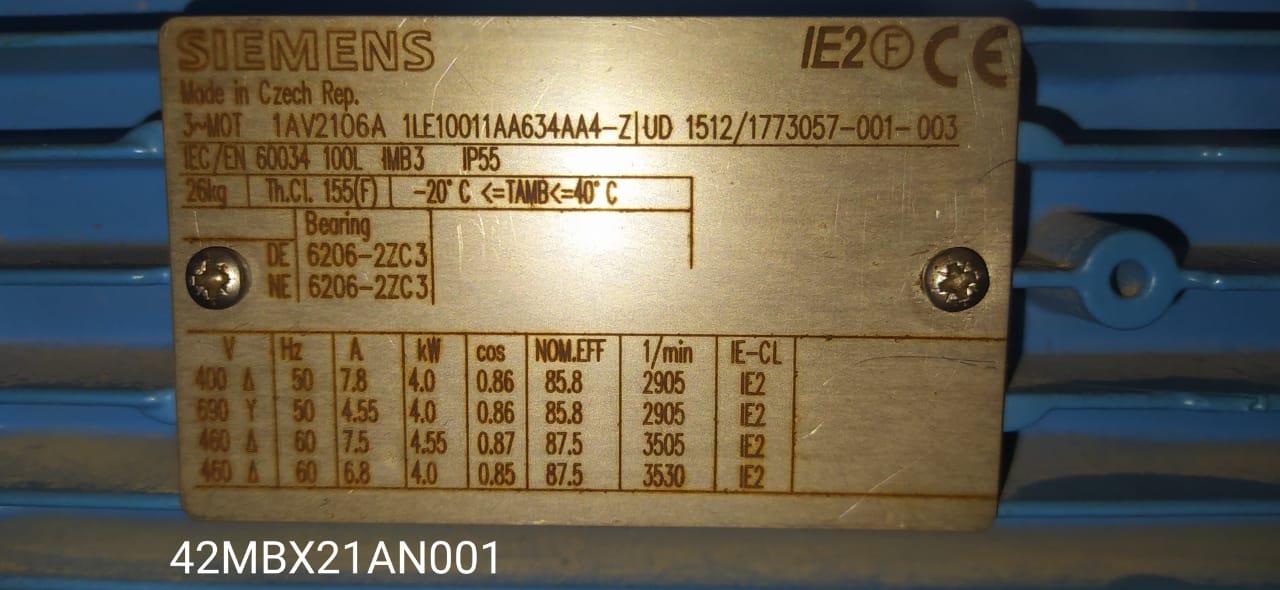 SIEMENS IE2 F CE
Made in Czech Rep.
3~MOT 1AV2106A 1LE10011AA634AA4-Z UD 1512/1773057-001-003
IEC/EN 60034 100L IMB3 IP55
26kg Th.Cl. 155(F) -20° C <=TAMB<=40° C
Bearing
DE 6206-2ZC3
NE 6206-2ZC3
V Hz A kW cos NOM.EFF 1/min IE-CL
400 Δ 50 7.8 4.0 0.86 85.8 2905 IE2
690 Y 50 4.55 4.0 0.86 85.8 2905 IE2
460 Δ 60 7.5 4.55 0.87 87.5 3505 IE2
460 Δ 60 6.8 4.0 0.85 87.5 3530 IE2
42MBX21AN001